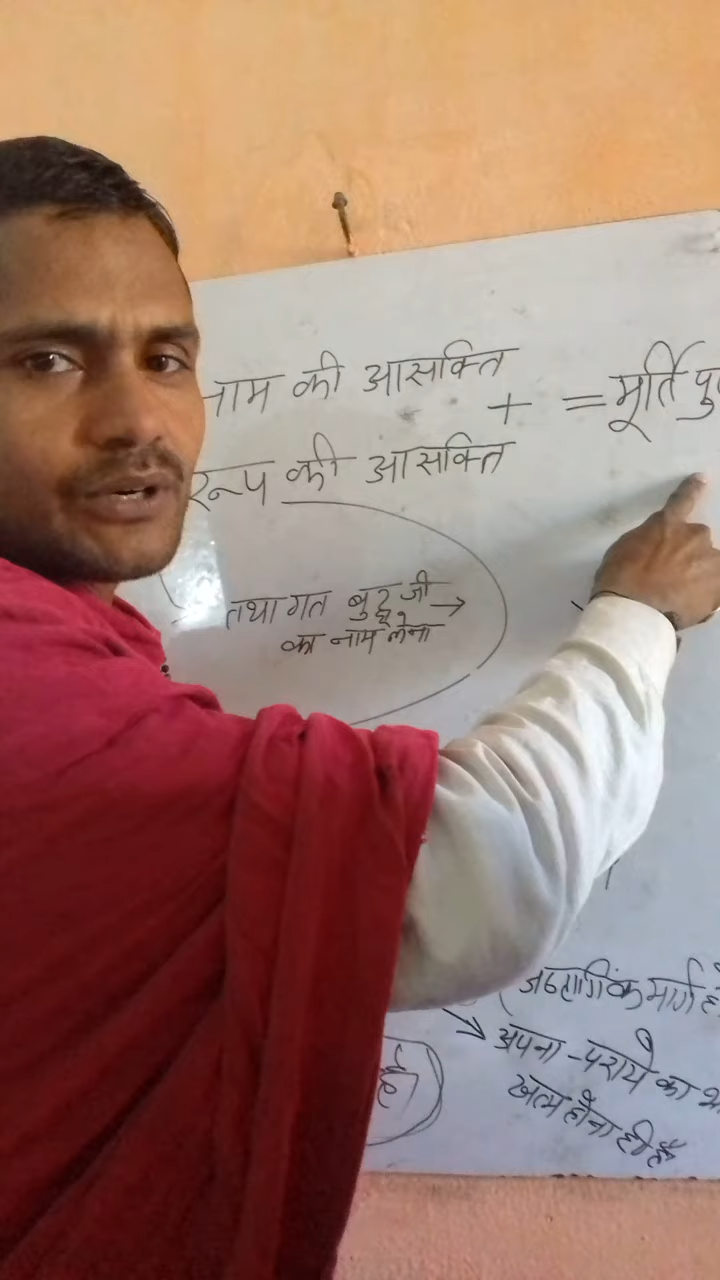 नाम की आसक्ति
+ = मूर्ति
रूप की आसक्ति
तथागत बुद्ध जी →
का नाम लेना
मार्ग
→ अपना - पराये का
खत्म होना ही है
है।